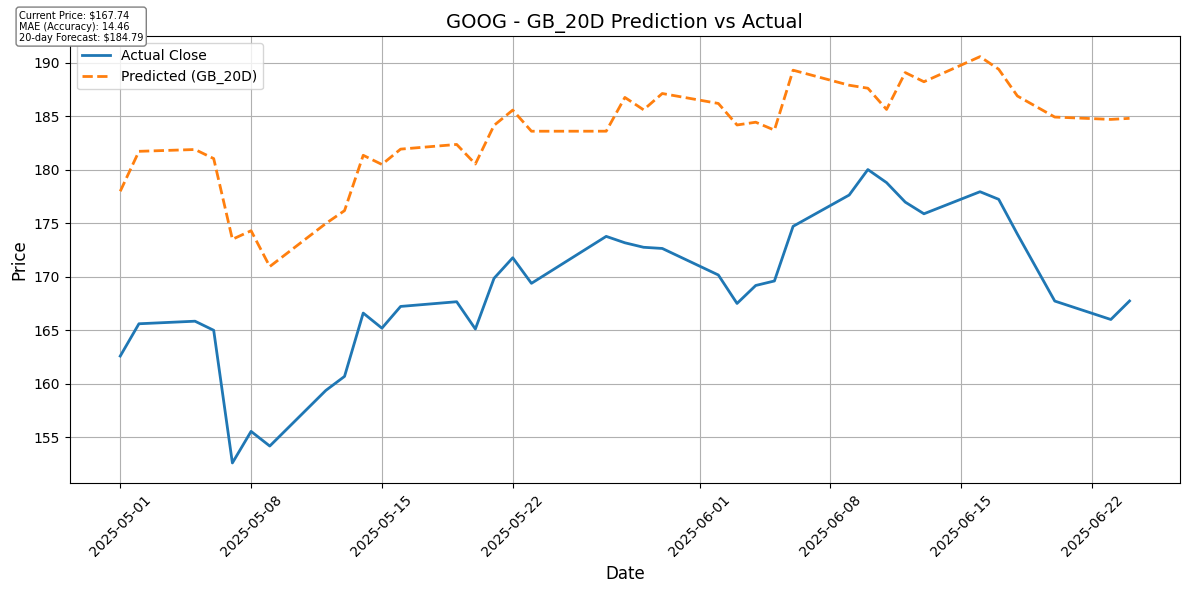 GOOG - GB_20D Prediction vs Actual
Current Price: $167.74
MAE (Accuracy): 14.46
20-day Forecast: $184.79
Actual Close
Predicted (GB_20D)
Price
190
185
180
175
170
165
160
155
2025-05-01
2025-05-08
2025-05-15
2025-05-22
2025-06-01
2025-06-08
2025-06-15
2025-06-22
Date